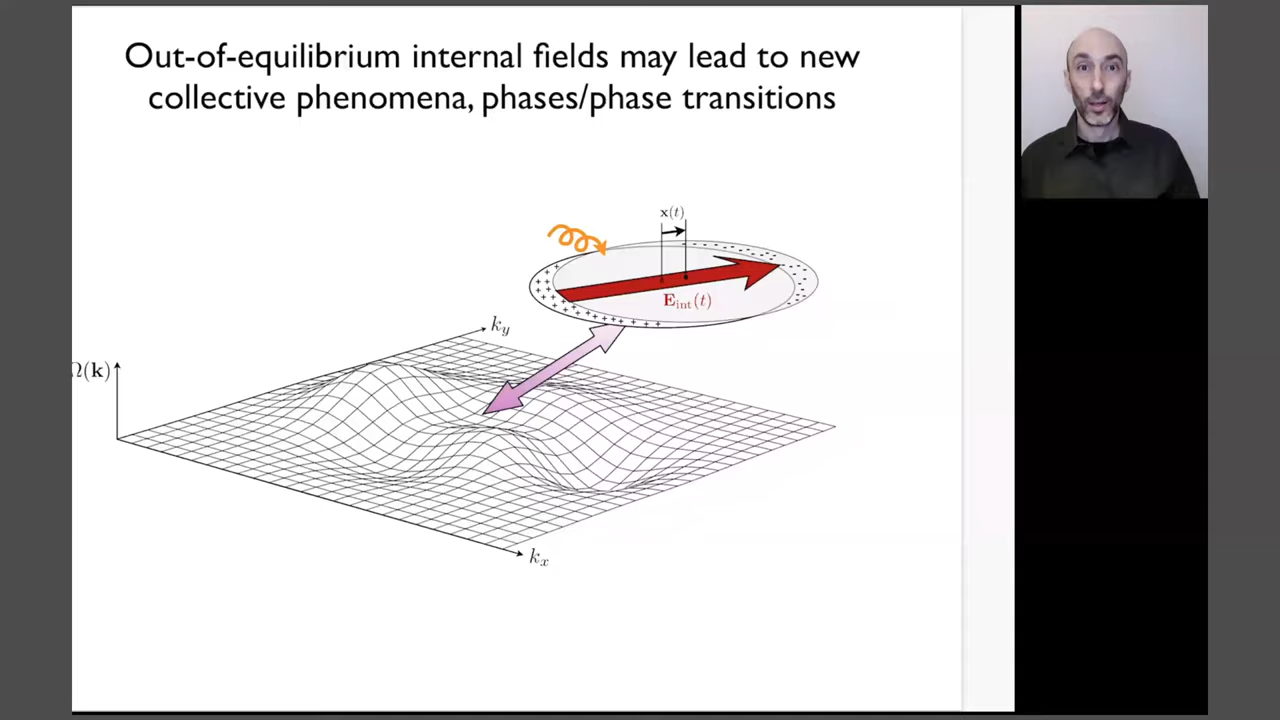 Out-of-equilibrium internal fields may lead to new
collective phenomena, phases/phase transitions
x(t)
E_int(t)
k_y
Ω(k)
k_x